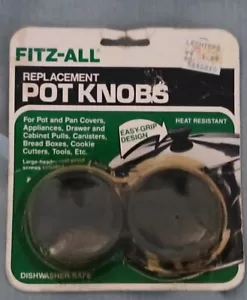 FITZ-ALL®
REPLACEMENT
POT KNOBS
For Pot and Pan Covers,
Appliances, Drawer and
Cabinet Pulls, Canisters,
Bread Boxes, Cookie
Cutters, Tools, Etc.
EASY-GRIP
DESIGN
HEAT RESISTANT
DISHWASHER SAFE